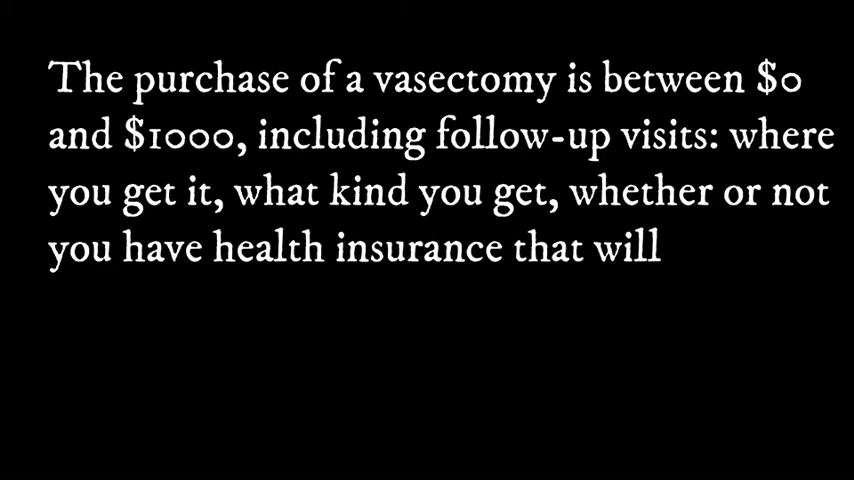 The purchase of a vasectomy is between $0
and $1000, including follow-up visits: where
you get it, what kind you get, whether or not
you have health insurance that will